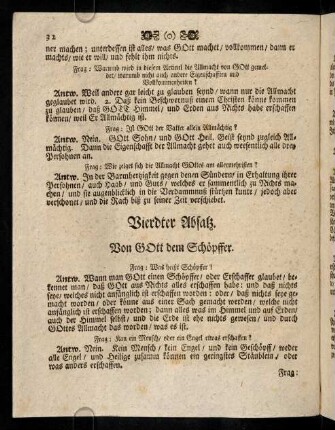 32 (o)
ner machen; unterdessen ist alles/ was GOtt machet/ vollkommen/ dann er
machts/ wie er will, und fehlt ihm nichts.
Frag: Warumb wird in diesem Articul die Allmacht von GOtt gemel-
det/ warumb nicht auch andere Eigenschafften und
Vollkommenheiten?
Antw. Weil andere gar leicht zu glauben seynd/ wann nur die Allmacht
geglaubet wird. 2. Daß kein Beschwernuß einem Christen könne kommen
zu glauben/ daß GOTT Himmel/ und Erden aus Nichts habe erschaffen
können/ weil Er Allmächtig ist.
Frag: Ist GOtt der Vatter allein Allmächtig?
Antw. Nein. GOtt Sohn/ und GOtt Heil. Geist seynd zugleich All-
mächtig. Dann die Eigenschafft der Allmacht gehet auch wesentlich alle drey
Persohnen an.
Frag: Wie zeiget sich die Allmacht GOttes am allermehristen?
Antw. In der Barmhertzigkeit gegen denen Sündern/ in Erhaltung ihrer
Persohnen/ auch Haab/ und Guts/ welches er sammentlich zu Nichts ma-
chen/ und sie augenblicklich in die Verdammnuß stürtzen kunte/ jedoch aber
verschonet/ und die Rach biß zu seiner Zeit verschiebet.
Vierdter Absatz.
Von GOtt dem Schöpffer.
Frag: Was heist Schöpffer?
Antw. Wann man GOtt einen Schöpffer/ oder Erschaffer glaubet/ be-
kennet man/ daß GOtt aus Nichts alles erschaffen habe: und daß nichts
seye/ welches nicht anfänglich ist erschaffen worden: oder/ daß nichts seye ge-
macht worden/ oder könne aus einer Sach gemacht werden/ welche nicht an-
fänglich ist erschaffen worden; dann alles was im Himmel und auf Erden/
auch der Himmel selbst/ und die Erde ist ehe nichts gewesen/ und durch
GOttes Allmacht das worden/ was es ist.
Frag: Kan ein Mensch/ oder ein Engel etwas erschaffen?
Antw. Nein. Kein Mensch/ kein Engel/ und kein Geschöpff/ weder
alle Engel/ und Heilige zusamm können ein geringstes Stäublein/ oder
was anders erschaffen.
Frag: